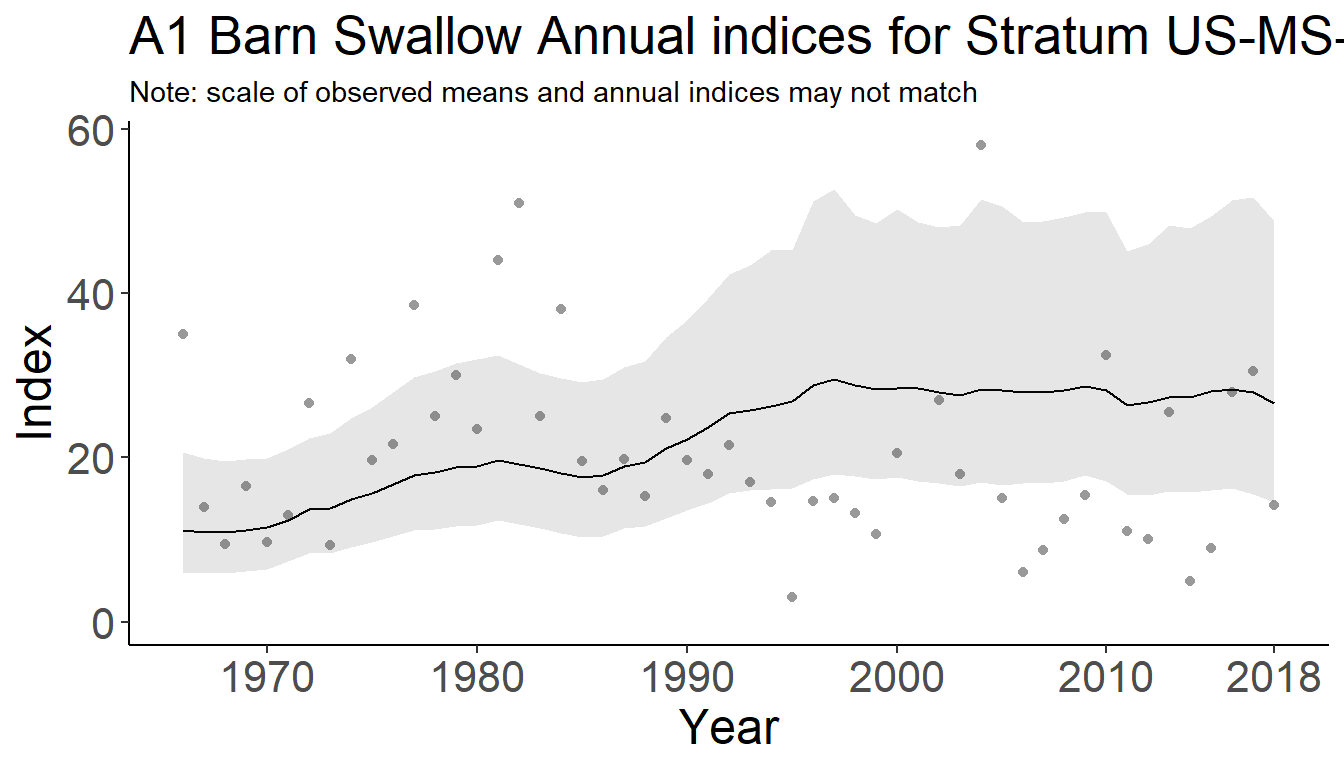 A1 Barn Swallow Annual indices for Stratum US-MS-
Note: scale of observed means and annual indices may not match
60
40
20
0
Index
1970 1980 1990 2000 2010 2018
Year